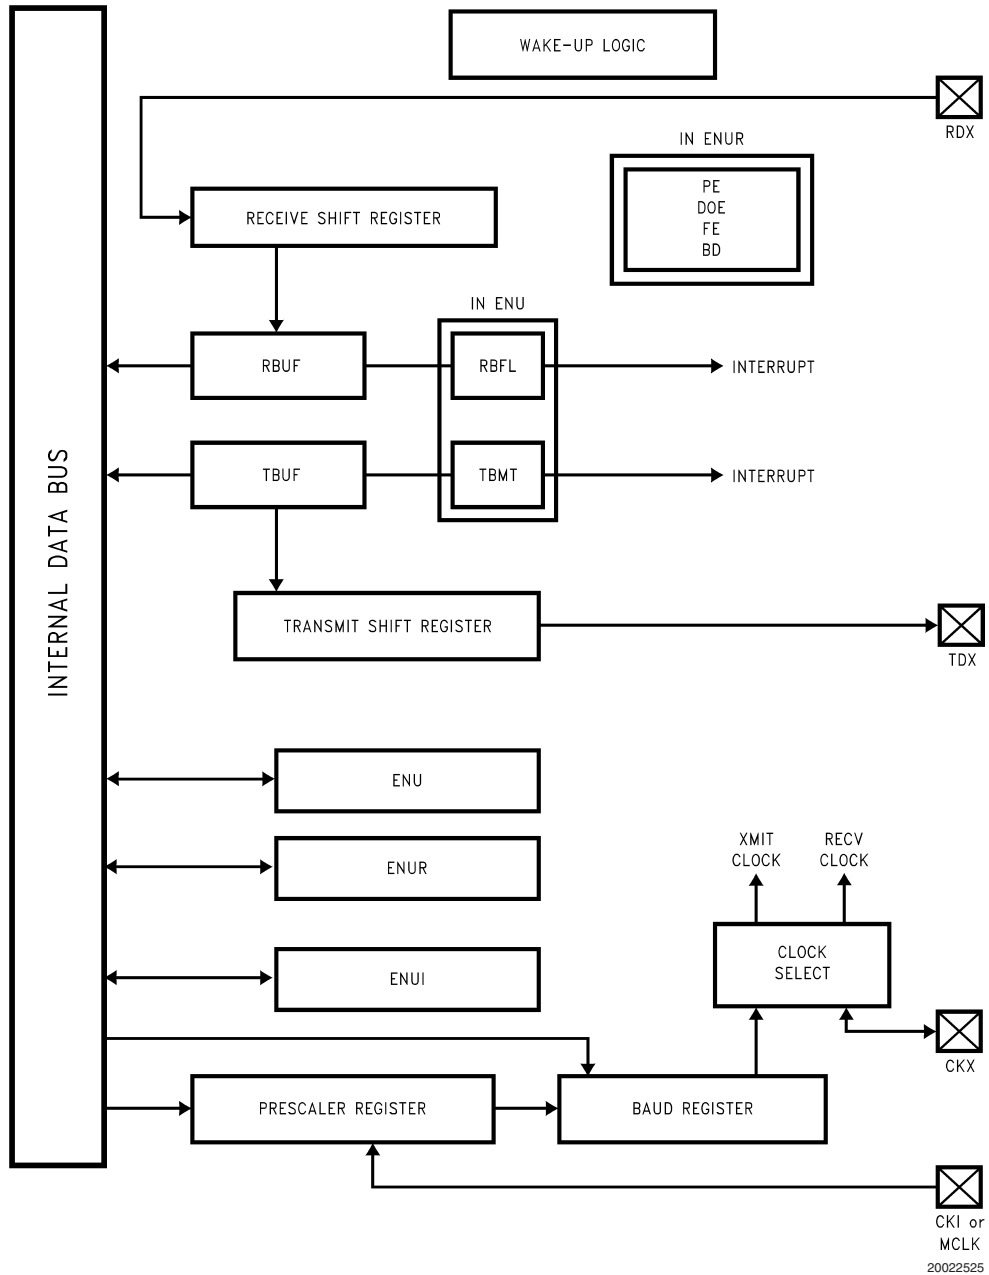 WAKE-UP LOGIC
RDX
IN ENUR
PE
DOE
FE
BD
RECEIVE SHIFT REGISTER
IN ENU
RBUF
RBFL
INTERRUPT
TBUF
TBMT
INTERRUPT
INTERNAL DATA BUS
TRANSMIT SHIFT REGISTER
TDX
ENU
XMIT
CLOCK
RECV
CLOCK
ENUR
CLOCK
SELECT
ENUI
CKX
PRESCALER REGISTER
BAUD REGISTER
CKI or
MCLK
20022525